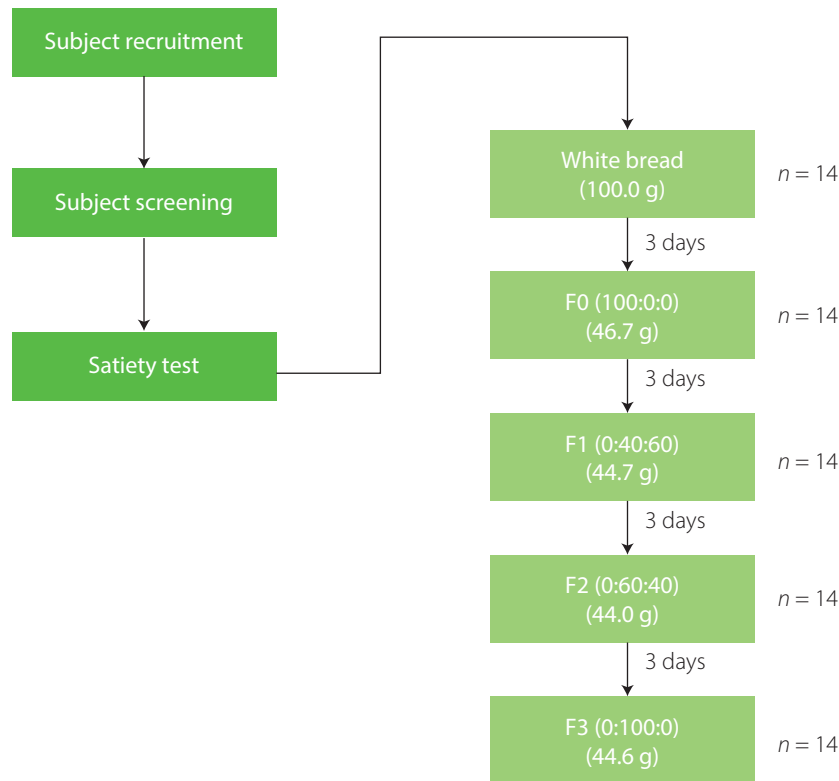 Subject recruitment
Subject screening
Satiety test
White bread
(100.0 g)
n = 14
3 days
F0 (100:0:0)
(46.7 g)
n = 14
3 days
F1 (0:40:60)
(44.7 g)
n = 14
3 days
F2 (0:60:40)
(44.0 g)
n = 14
3 days
F3 (0:100:0)
(44.6 g)
n = 14